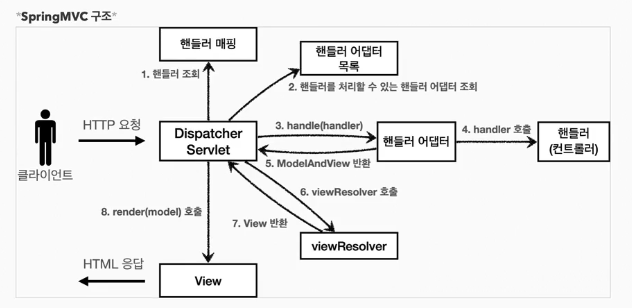 *SpringMVC 구조*
핸들러 매핑
핸들러 어댑터
목록
1. 핸들러 조회
2. 핸들러를 처리할 수 있는 핸들러 어댑터 조회
HTTP 요청
클라이언트
Dispatcher
Servlet
3. handle(handler)
핸들러 어댑터
4. handler 호출
핸들러
(컨트롤러)
5. ModelAndView 반환
6. viewResolver 호출
7. View 반환
8. render(model) 호출
viewResolver
HTML 응답
View